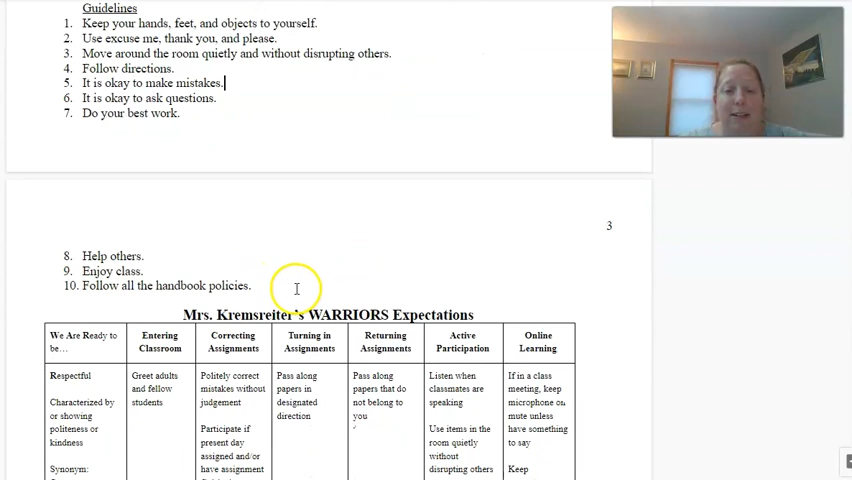 Guidelines
1. Keep your hands, feet, and objects to yourself.
2. Use excuse me, thank you, and please.
3. Move around the room quietly and without disrupting others.
4. Follow directions.
5. It is okay to make mistakes.
6. It is okay to ask questions.
7. Do your best work.
3
8. Help others.
9. Enjoy class.
10. Follow all the handbook policies.
Mrs. Kremsreiter's WARRIORS Expectations
We Are Ready to
be…
Entering
Classroom
Correcting
Assignments
Turning in
Assignments
Returning
Assignments
Active
Participation
Online
Learning
Respectful
Characterized by
or showing
politeness or
kindness
Synonym:
Greet adults
and fellow
students
Politely correct
mistakes without
judgement
Participate if
present day
assigned and/or
have assignment
Pass along
papers in
designated
direction
Pass along
papers that do
not belong to
you
Listen when
classmates are
speaking
Use items in the
room quietly
without
disrupting others
If in a class
meeting, keep
microphone on
mute unless
have something
to say
Keep